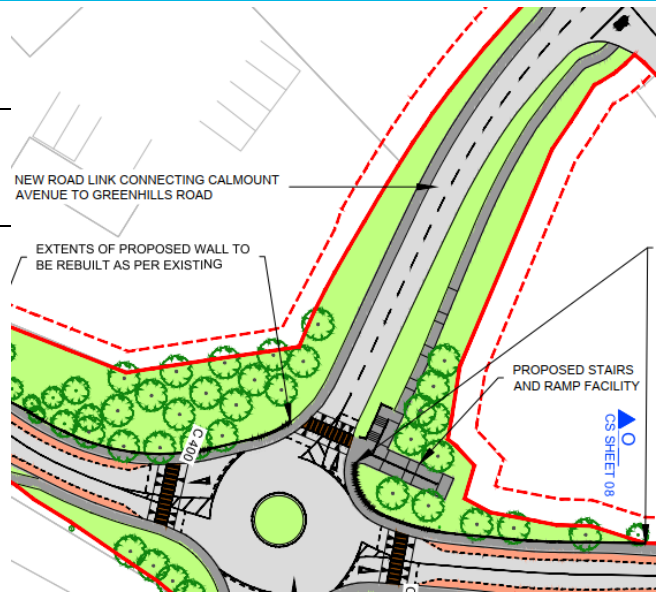 NEW ROAD LINK CONNECTING CALMOUNT
AVENUE TO GREENHILLS ROAD
EXTENTS OF PROPOSED WALL TO
BE REBUILT AS PER EXISTING
PROPOSED STAIRS
AND RAMP FACILITY
O
CS SHEET 08
C 400
C